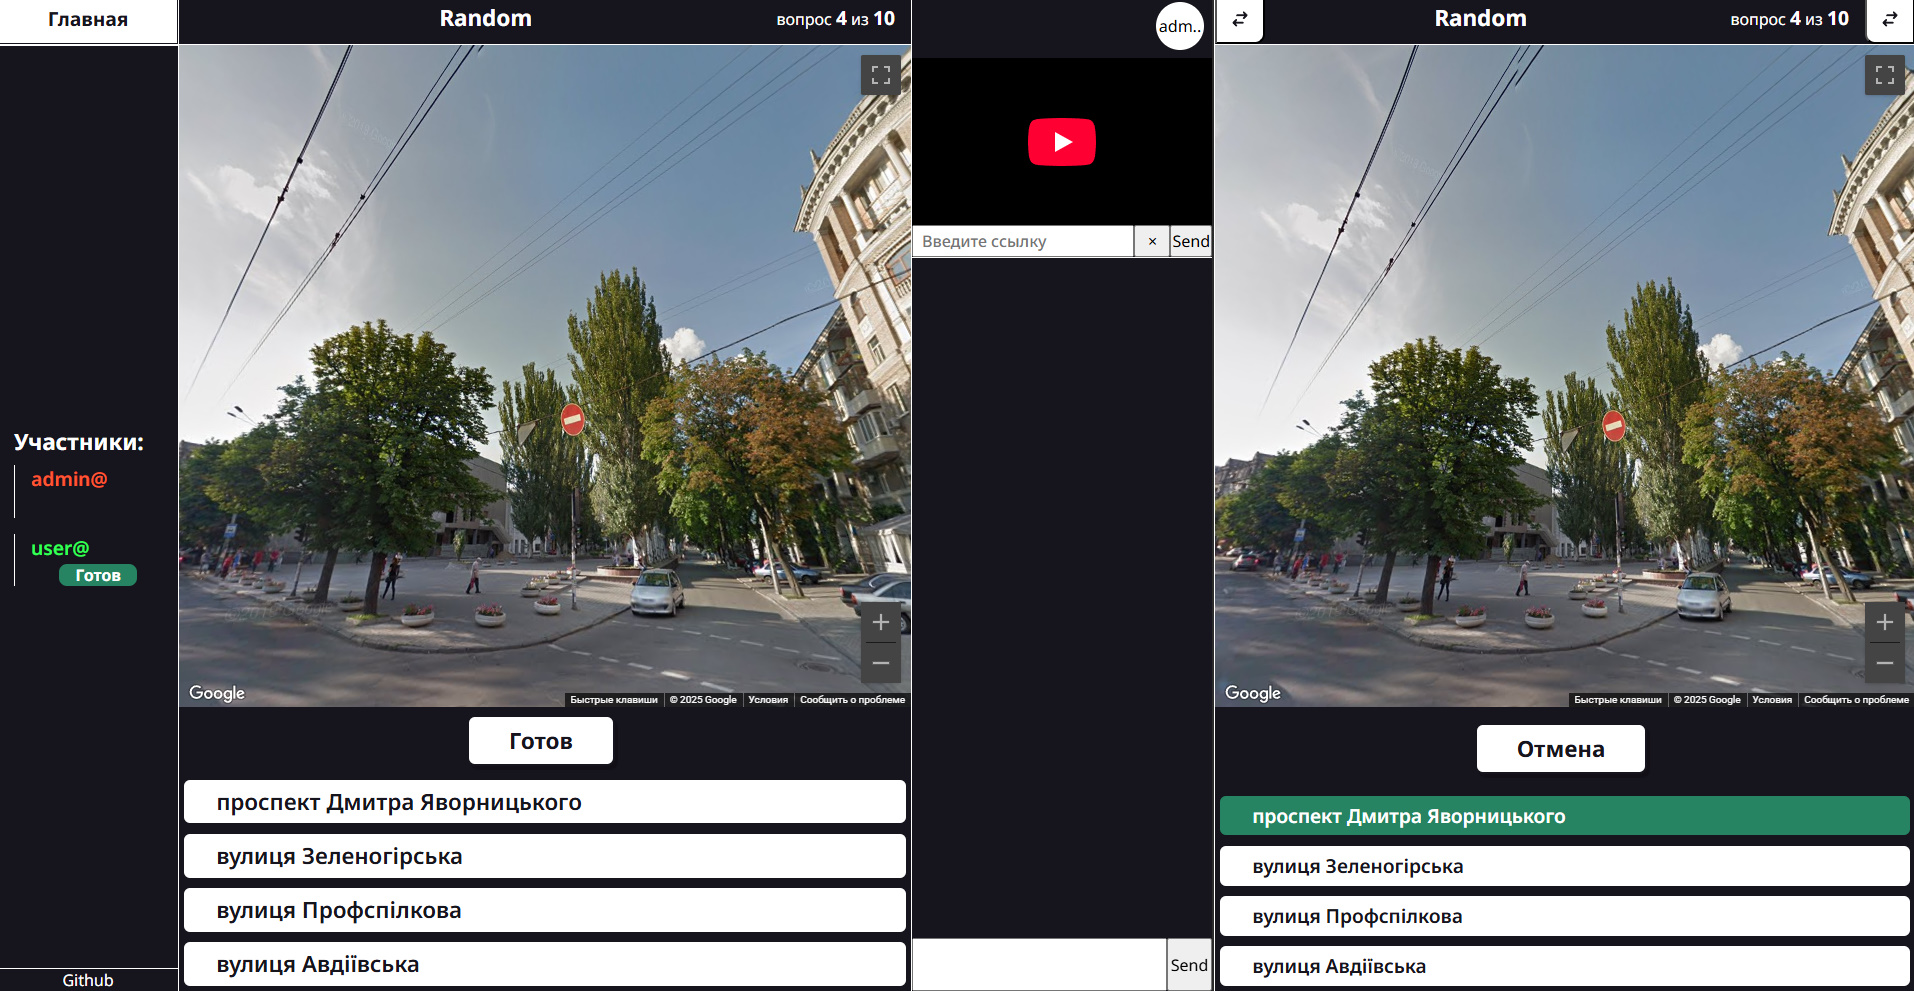 Главная
Random
вопрос 4 из 10
Участники:
admin@
user@
Готов
Github
Google
Быстрые клавиши
© 2025 Google
Условия
Сообщить о проблеме
Готов
проспект Дмитра Яворницького
вулиця Зеленогірська
вулиця Профспілкова
вулиця Авдіївська
adm..
Введите ссылку
×
Send
Send
Random
вопрос 4 из 10
Google
Быстрые клавиши
© 2025 Google
Условия
Сообщить о проблеме
Отмена
проспект Дмитра Яворницького
вулиця Зеленогірська
вулиця Профспілкова
вулиця Авдіївська